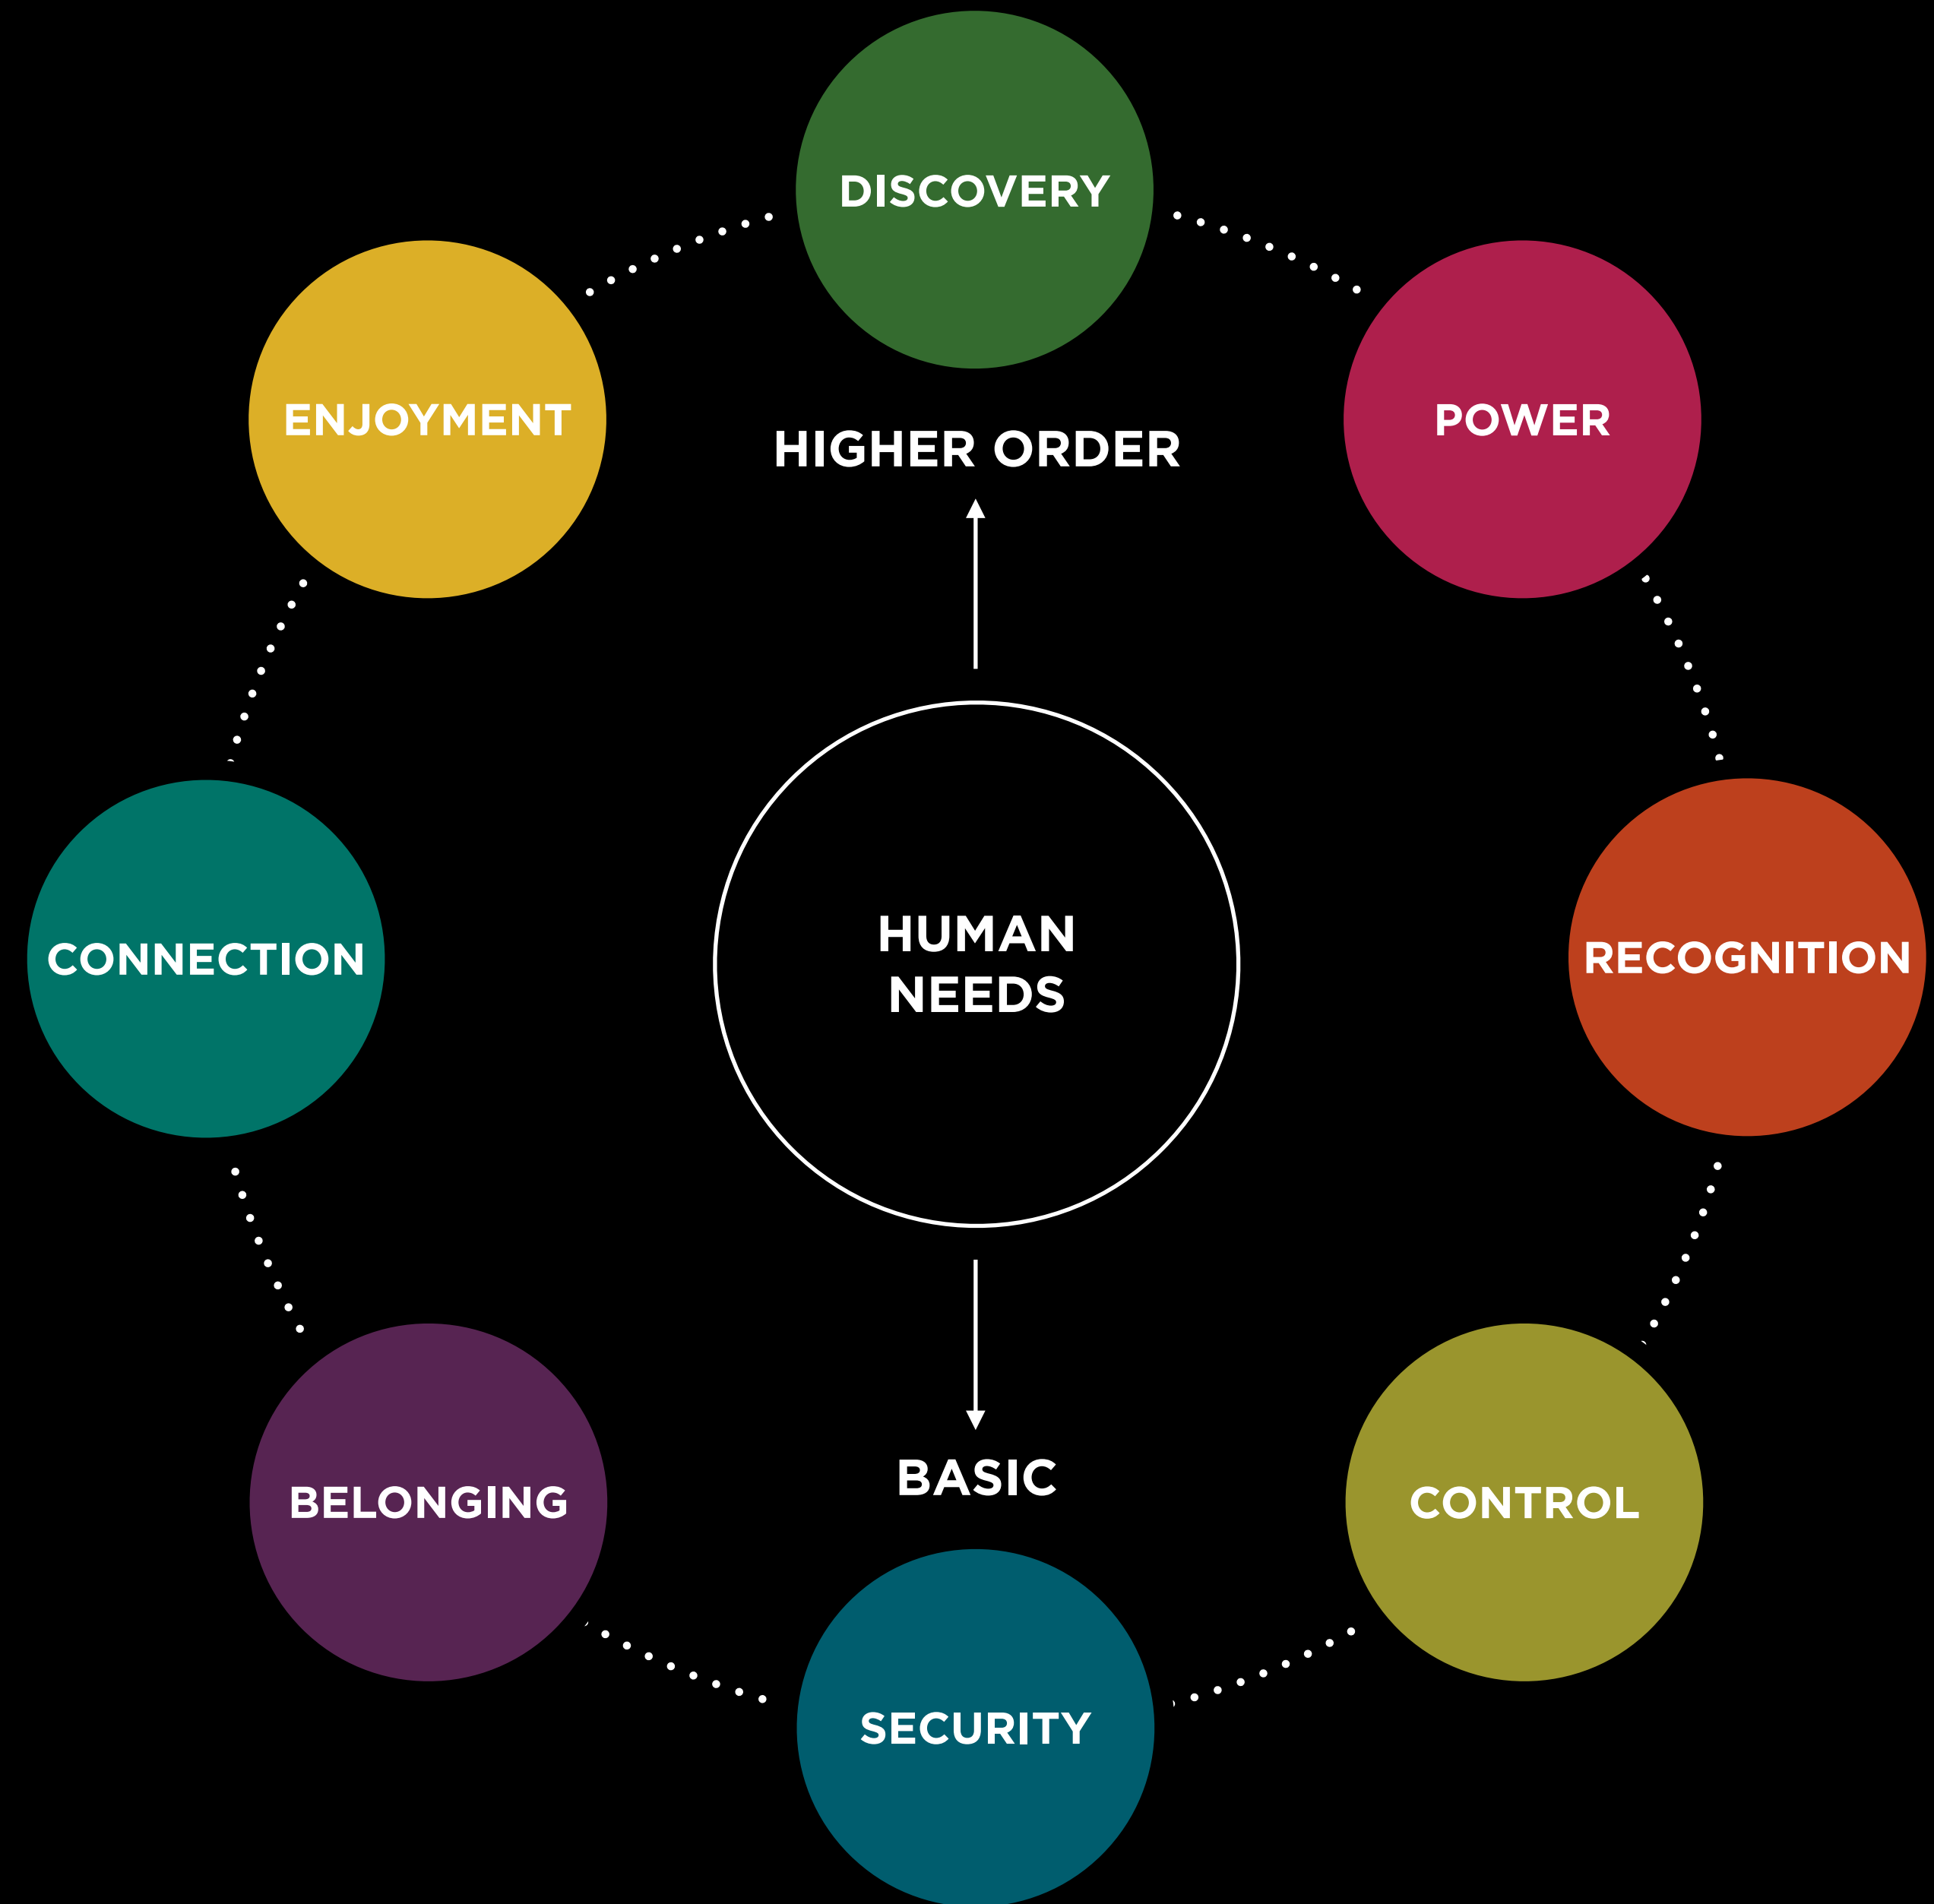 DISCOVERY
ENJOYMENT
POWER
HIGHER ORDER
CONNECTION
HUMAN
NEEDS
RECOGNITION
BELONGING
BASIC
CONTROL
SECURITY